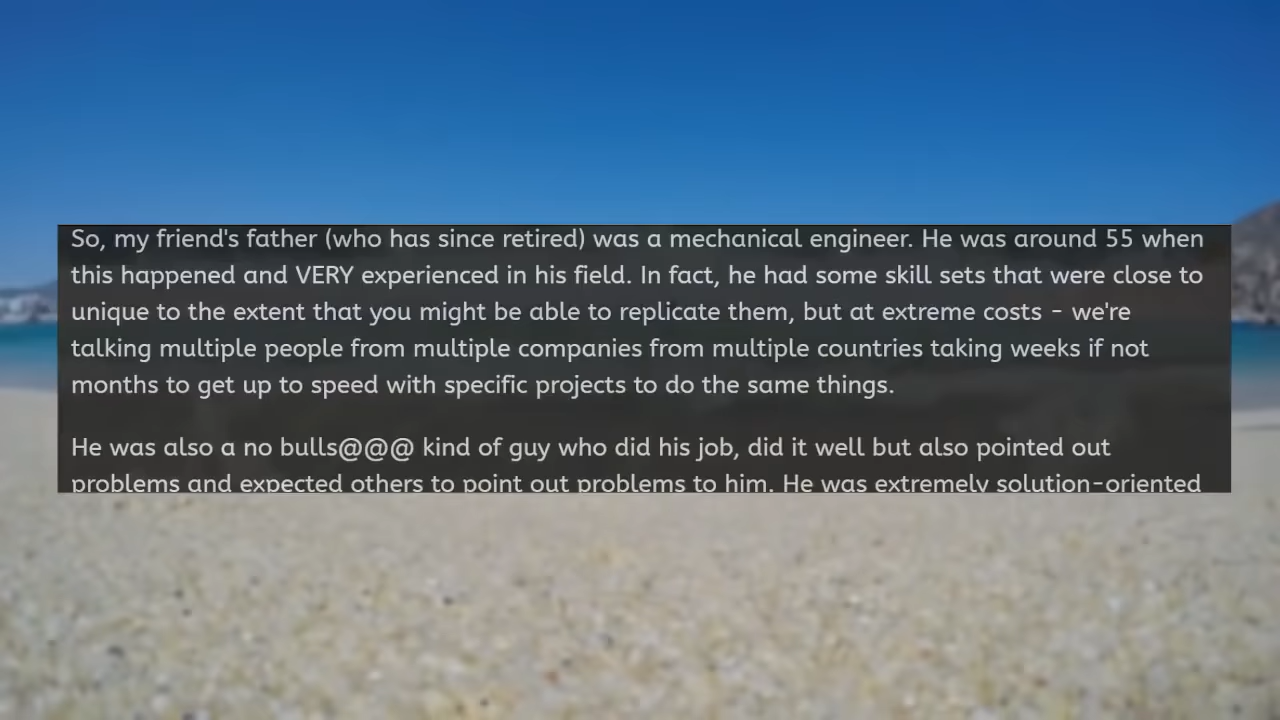 So, my friend's father (who has since retired) was a mechanical engineer. He was around 55 when
this happened and VERY experienced in his field. In fact, he had some skill sets that were close to
unique to the extent that you might be able to replicate them, but at extreme costs - we're
talking multiple people from multiple companies from multiple countries taking weeks if not
months to get up to speed with specific projects to do the same things.
He was also a no bulls@@@ kind of guy who did his job, did it well but also pointed out
problems and expected others to point out problems to him. He was extremely solution-oriented